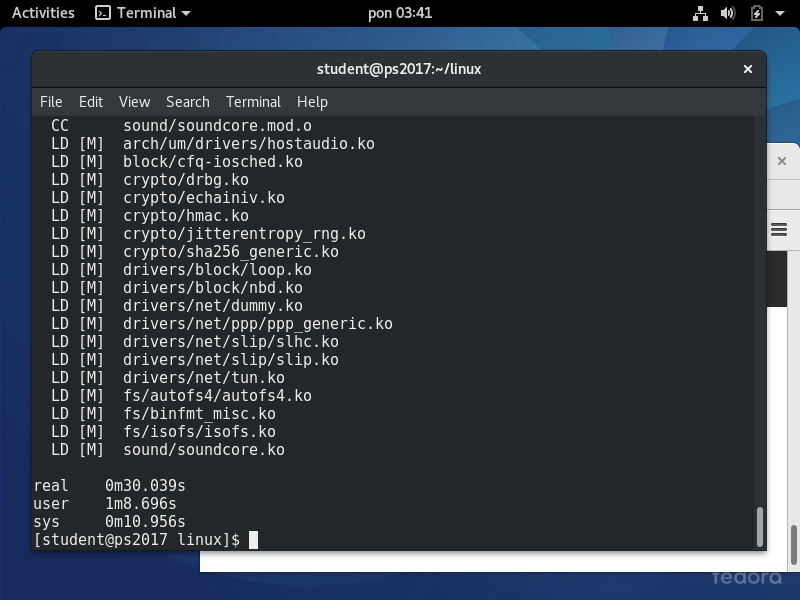 Activities Terminal pon 03:41
student@ps2017:~/linux
File Edit View Search Terminal Help
CC sound/soundcore.mod.o
LD [M] arch/um/drivers/hostaudio.ko
LD [M] block/cfq-iosched.ko
LD [M] crypto/drbg.ko
LD [M] crypto/echainiv.ko
LD [M] crypto/hmac.ko
LD [M] crypto/jitterentropy_rng.ko
LD [M] crypto/sha256_generic.ko
LD [M] drivers/block/loop.ko
LD [M] drivers/block/nbd.ko
LD [M] drivers/net/dummy.ko
LD [M] drivers/net/ppp/ppp_generic.ko
LD [M] drivers/net/slip/slhc.ko
LD [M] drivers/net/slip/slip.ko
LD [M] drivers/net/tun.ko
LD [M] fs/autofs4/autofs4.ko
LD [M] fs/binfmt_misc.ko
LD [M] fs/isofs/isofs.ko
LD [M] sound/soundcore.ko
real 0m30.039s
user 1m8.696s
sys 0m10.956s
[student@ps2017 linux]$
fedora